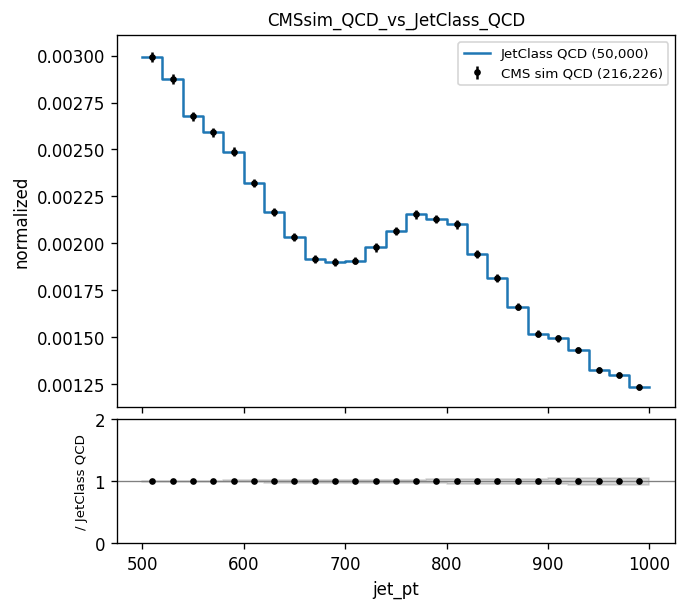 CMSsim_QCD_vs_JetClass_QCD
JetClass QCD (50,000)
CMS sim QCD (216,226)
normalized
0.00300
0.00275
0.00250
0.00225
0.00200
0.00175
0.00150
0.00125
/ JetClass QCD
2
1
0
500 600 700 800 900 1000
jet_pt